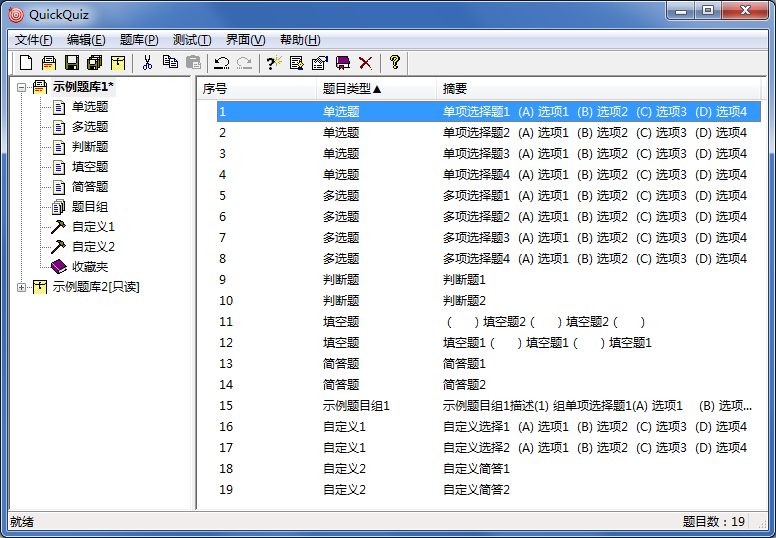 QuickQuiz
文件(F) 编辑(E) 题库(P) 测试(T) 界面(V) 帮助(H)
示例题库1*
单选题
多选题
判断题
填空题
简答题
题目组
自定义1
自定义2
收藏夹
示例题库2[只读]
序号 题目类型▲ 摘要
1 单选题 单项选择题1 (A) 选项1 (B) 选项2 (C) 选项3 (D) 选项4
2 单选题 单项选择题2 (A) 选项1 (B) 选项2 (C) 选项3 (D) 选项4
3 单选题 单项选择题3 (A) 选项1 (B) 选项2 (C) 选项3 (D) 选项4
4 单选题 单项选择题4 (A) 选项1 (B) 选项2 (C) 选项3 (D) 选项4
5 多选题 多项选择题1 (A) 选项1 (B) 选项2 (C) 选项3 (D) 选项4
6 多选题 多项选择题2 (A) 选项1 (B) 选项2 (C) 选项3 (D) 选项4
7 多选题 多项选择题3 (A) 选项1 (B) 选项2 (C) 选项3 (D) 选项4
8 多选题 多项选择题4 (A) 选项1 (B) 选项2 (C) 选项3 (D) 选项4
9 判断题 判断题1
10 判断题 判断题2
11 填空题 （　　）填空题2（　　）填空题2（　　）
12 填空题 填空题1（　　）填空题1（　　）填空题1
13 简答题 简答题1
14 简答题 简答题2
15 示例题目组1 示例题目组1描述(1) 组单项选择题1(A) 选项1 (B) 选项...
16 自定义1 自定义选择1 (A) 选项1 (B) 选项2 (C) 选项3 (D) 选项4
17 自定义1 自定义选择2 (A) 选项1 (B) 选项2 (C) 选项3 (D) 选项4
18 自定义2 自定义简答1
19 自定义2 自定义简答2
就绪 题目数：19